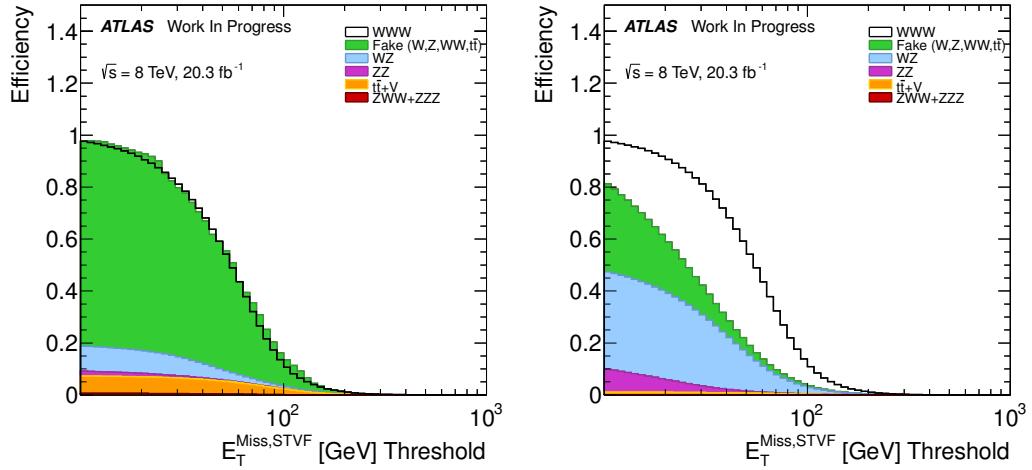 ATLAS Work In Progress
√s = 8 TeV, 20.3 fb⁻¹
WWW
Fake (W,Z,WW,tt̄)
WZ
ZZ
tt̄+V
ZWW+ZZZ
Efficiency
1.4
1.2
1
0.8
0.6
0.4
0.2
0
10²
10³
E_T^Miss,STVF [GeV] Threshold
ATLAS Work In Progress
√s = 8 TeV, 20.3 fb⁻¹
WWW
Fake (W,Z,WW,tt̄)
WZ
ZZ
tt̄+V
ZWW+ZZZ
Efficiency
1.4
1.2
1
0.8
0.6
0.4
0.2
0
10²
10³
E_T^Miss,STVF [GeV] Threshold